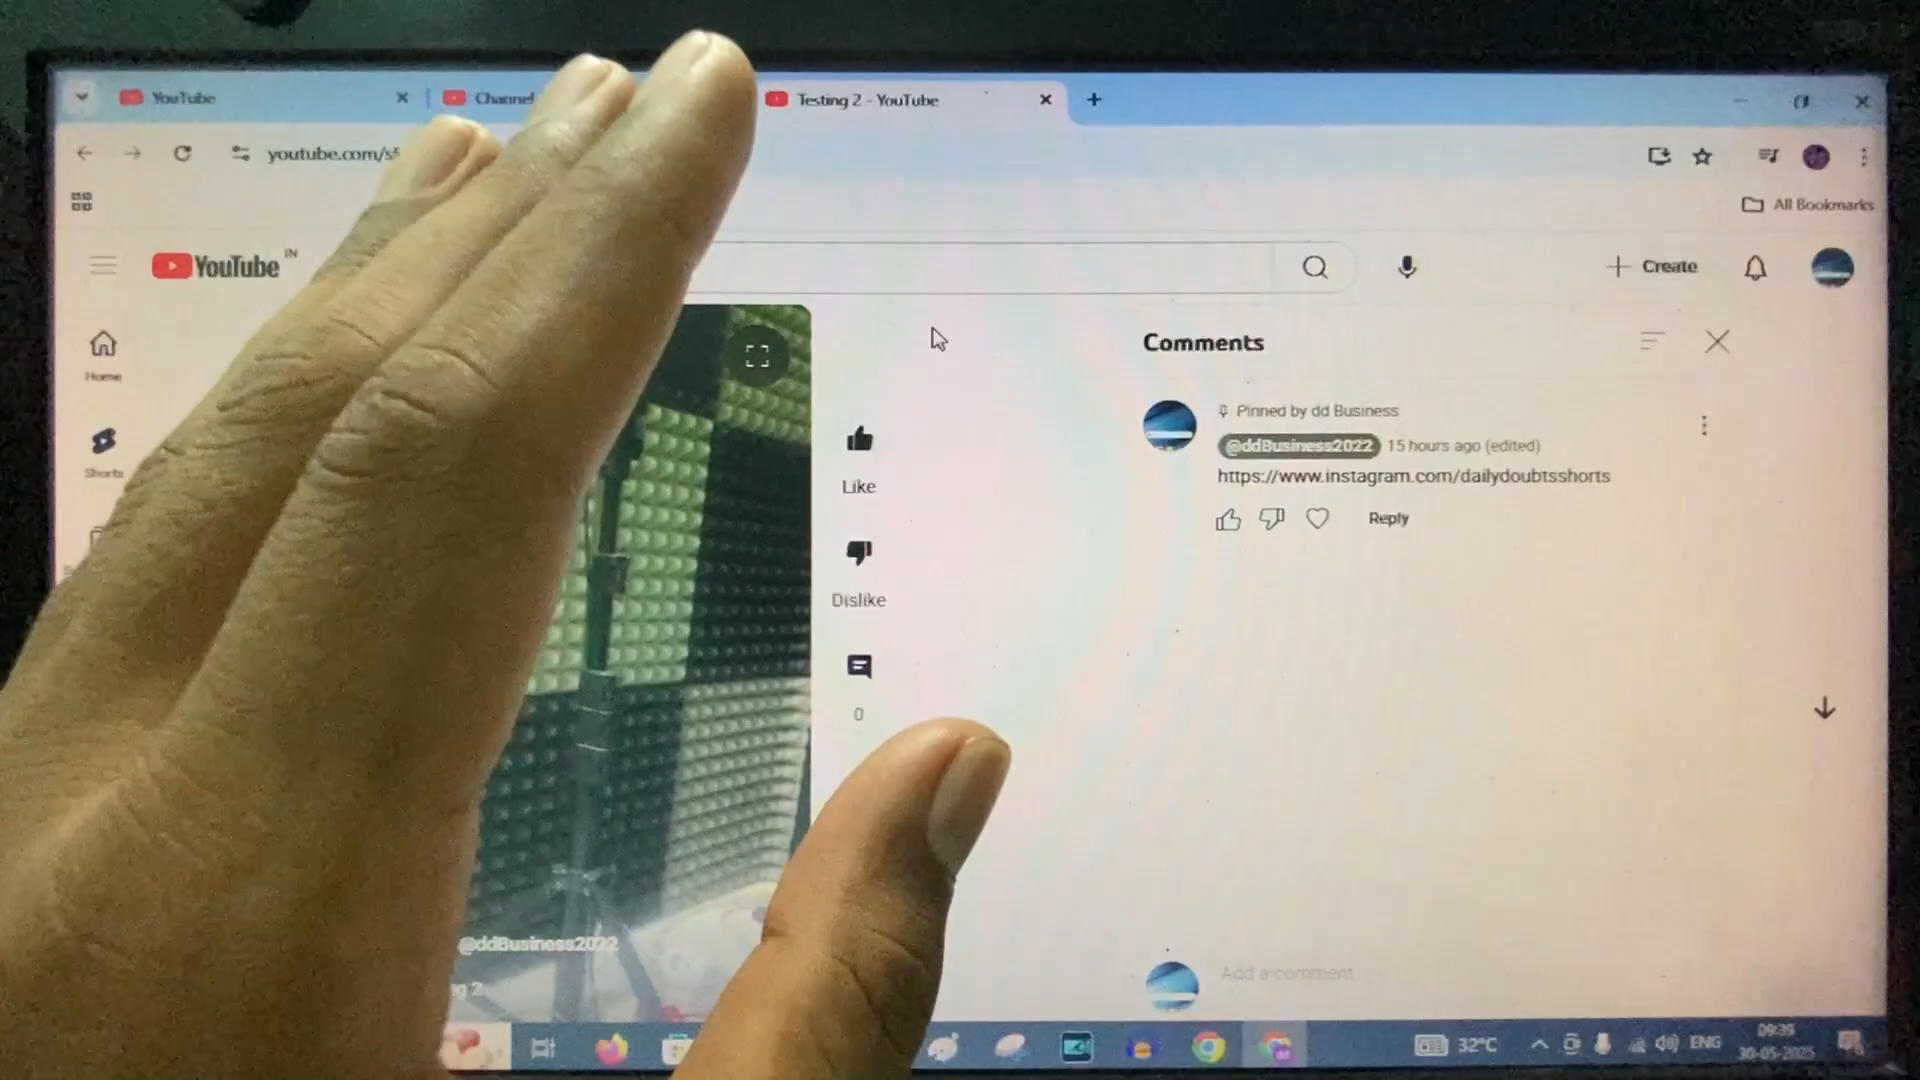 YouTube
Channel
Testing 2 - YouTube
All Bookmarks
YouTube IN
Create
Home
Comments
Pinned by dd Business
@ddBusiness2022 15 hours ago (edited)
https://www.instagram.com/dailydoubtsshorts
Like
Shorts
Reply
Dislike
0
@ddBusiness2022
2
Add a comment
32°C
ENG
09:39
30-05-2025